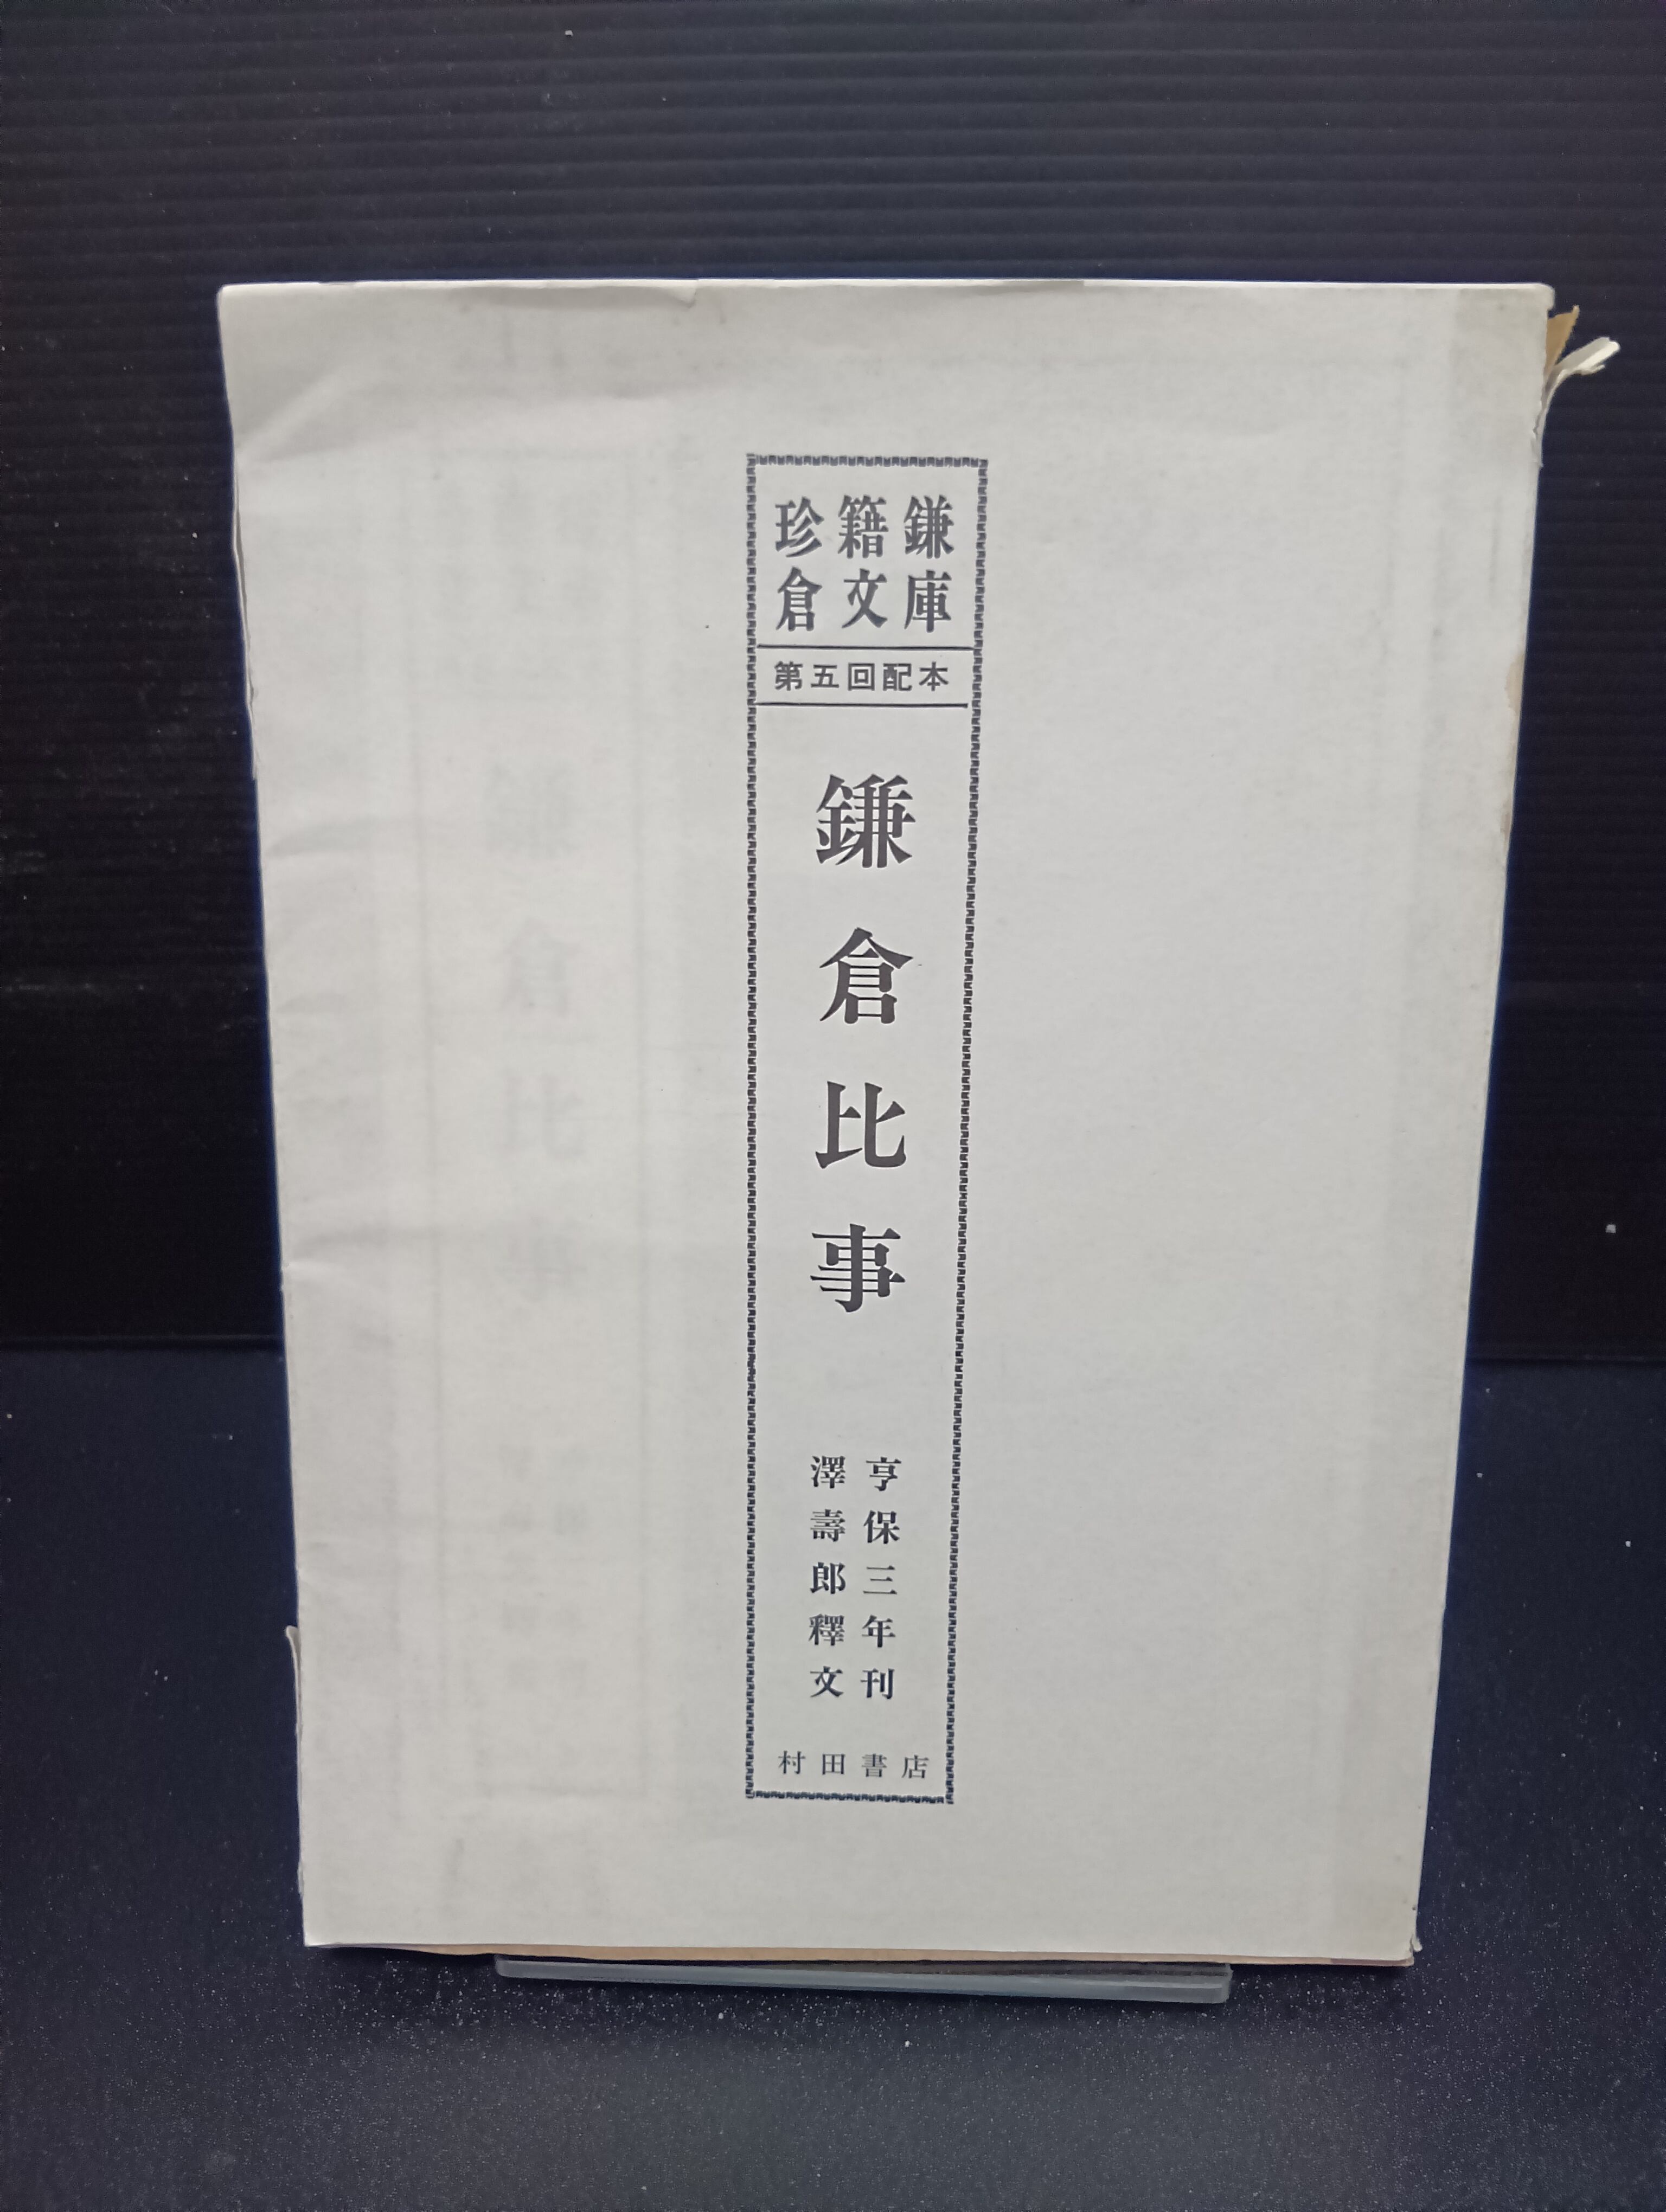 珍籍鎌
倉文庫
第五回配本
鎌倉比事
亨保三年刊
澤壽郎釋文
村田書店